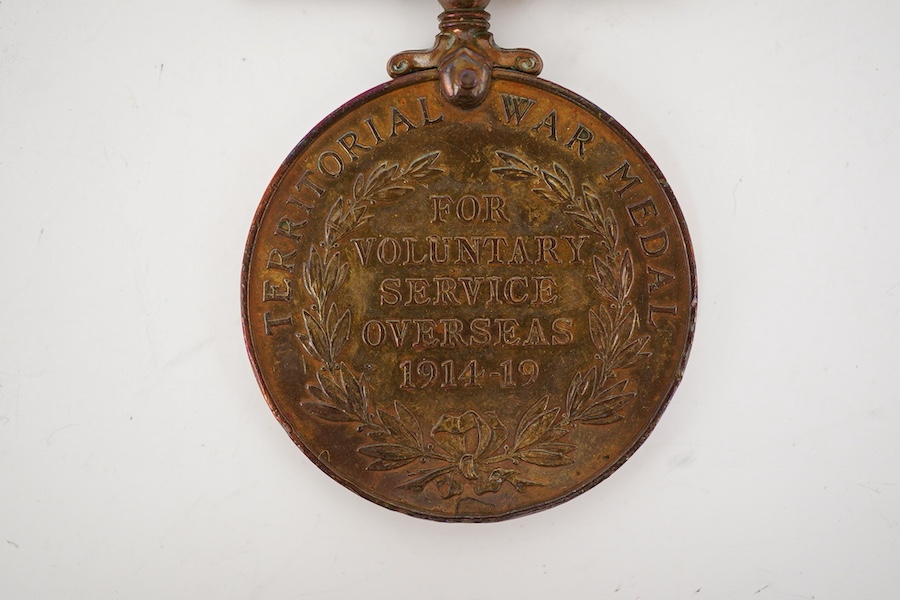 TERRITORIAL WAR MEDAL
FOR
VOLUNTARY
SERVICE
OVERSEAS
1914-19